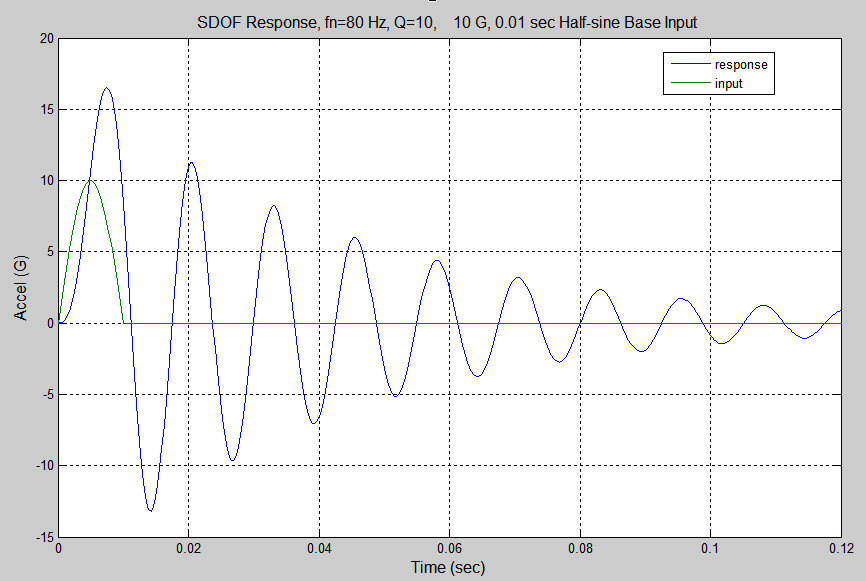 SDOF Response, fn=80 Hz, Q=10, 10 G, 0.01 sec Half-sine Base Input
response
input
20
15
10
5
0
-5
-10
-15
Accel (G)
0 0.02 0.04 0.06 0.08 0.1 0.12
Time (sec)